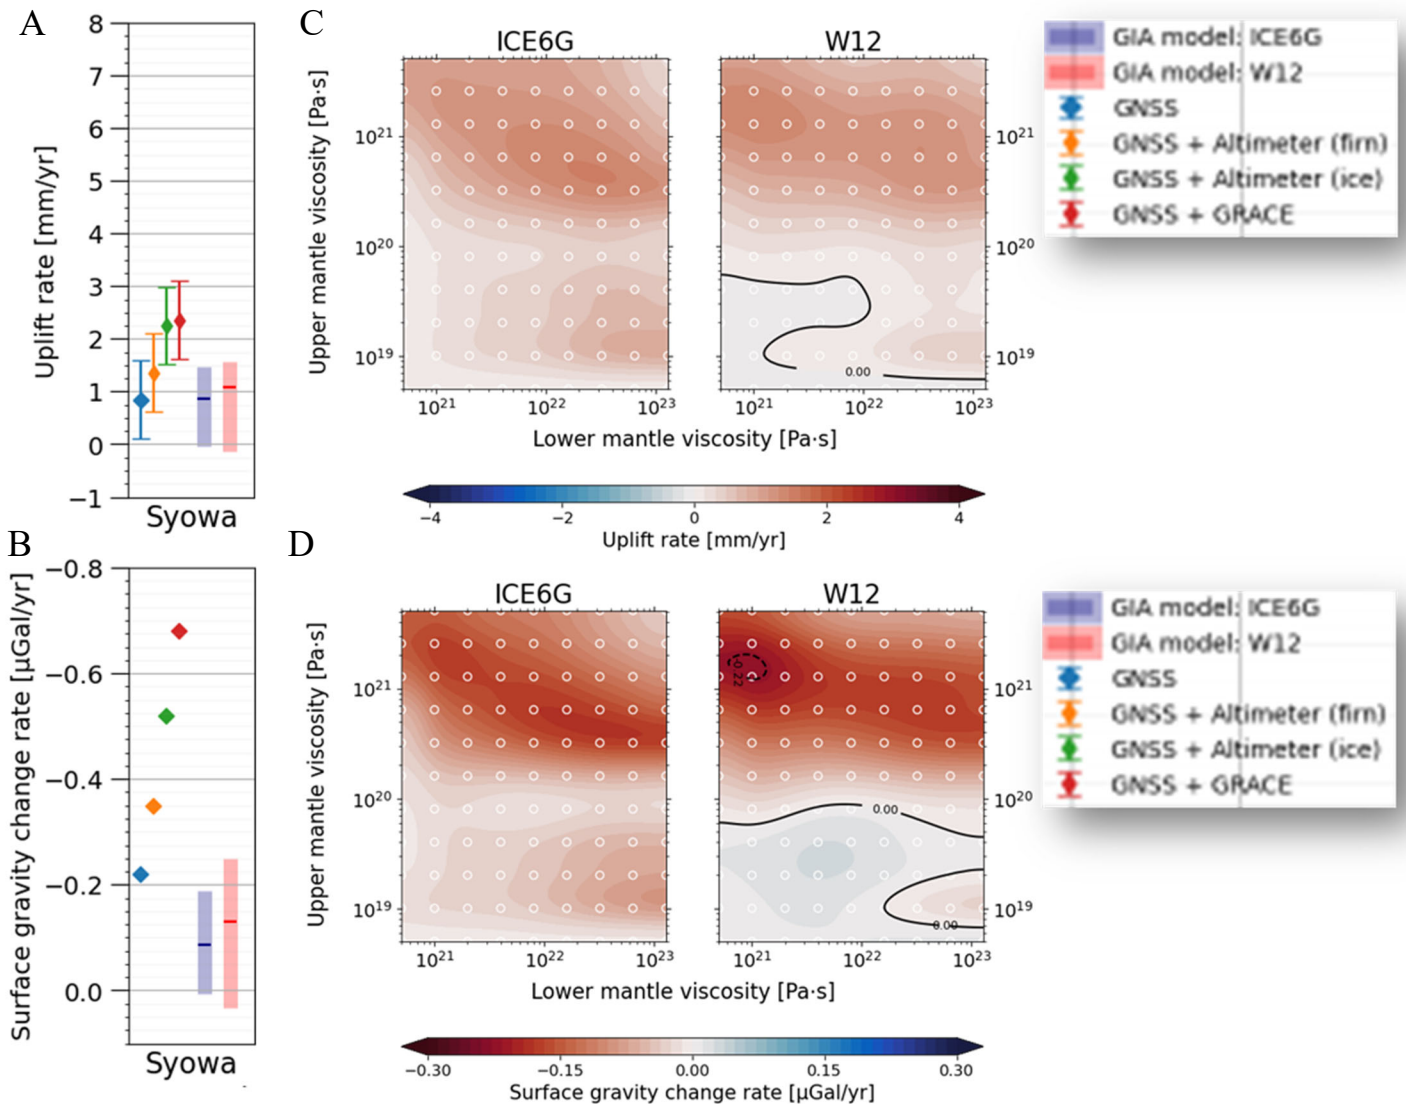 A
8
7
6
5
4
3
2
1
0
−1
Uplift rate [mm/yr]
Syowa
C
ICE6G
W12
Upper mantle viscosity [Pa·s]
10²¹
10²⁰
10¹⁹
10²¹
10²²
10²³
0.00
10²¹
10²⁰
10¹⁹
10²¹
10²²
10²³
Lower mantle viscosity [Pa·s]
−4
−2
0
2
4
Uplift rate [mm/yr]
GIA model: ICE6G
GIA model: W12
GNSS
GNSS + Altimeter (firn)
GNSS + Altimeter (ice)
GNSS + GRACE
B
−0.8
−0.6
−0.4
−0.2
0.0
Surface gravity change rate [μGal/yr]
Syowa
D
ICE6G
W12
Upper mantle viscosity [Pa·s]
10²¹
10²⁰
10¹⁹
10²¹
10²²
10²³
-0.22
0.00
0.00
10²¹
10²⁰
10¹⁹
10²¹
10²²
10²³
Lower mantle viscosity [Pa·s]
−0.30
−0.15
0.00
0.15
0.30
Surface gravity change rate [μGal/yr]
GIA model: ICE6G
GIA model: W12
GNSS
GNSS + Altimeter (firn)
GNSS + Altimeter (ice)
GNSS + GRACE